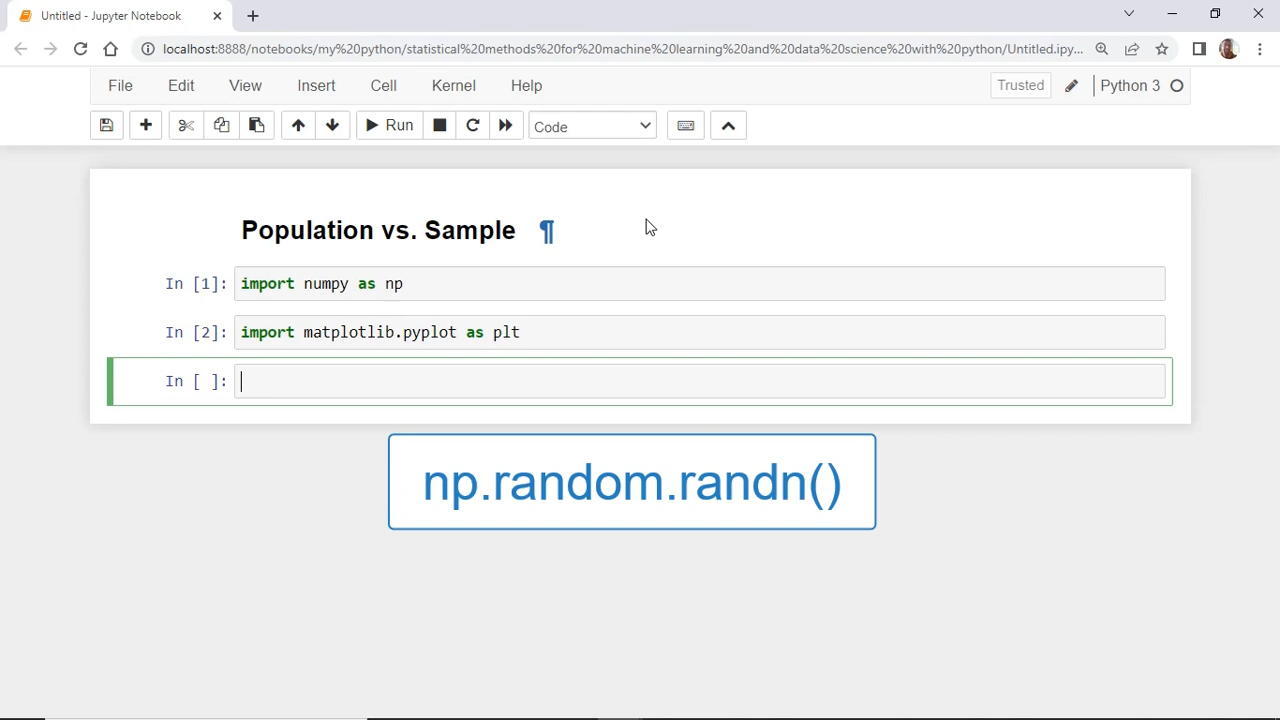 Untitled - Jupyter Notebook
localhost:8888/notebooks/my%20python/statistical%20methods%20for%20machine%20learning%20and%20data%20science%20with%20python/Untitled.ipy...
File Edit View Insert Cell Kernel Help Trusted Python 3
Run Code
Population vs. Sample ¶
In [1]: import numpy as np
In [2]: import matplotlib.pyplot as plt
In [ ]:
np.random.randn()